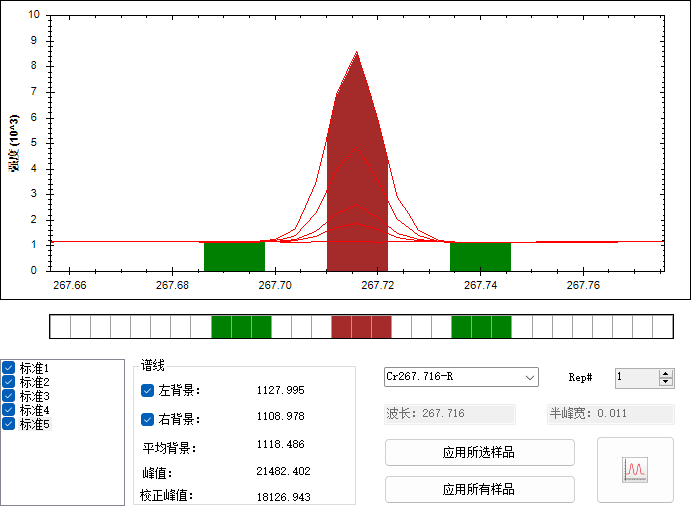 10
9
8
7
6
5
4
3
2
1
0
强度 (10^3)
267.66 267.68 267.70 267.72 267.74 267.76
标准1
标准2
标准3
标准4
标准5
谱线
左背景： 1127.995
右背景： 1108.978
平均背景： 1118.486
峰值： 21482.402
校正峰值： 18126.943
Cr267.716-R Rep# 1
波长：267.716 半峰宽：0.011
应用所选样品
应用所有样品